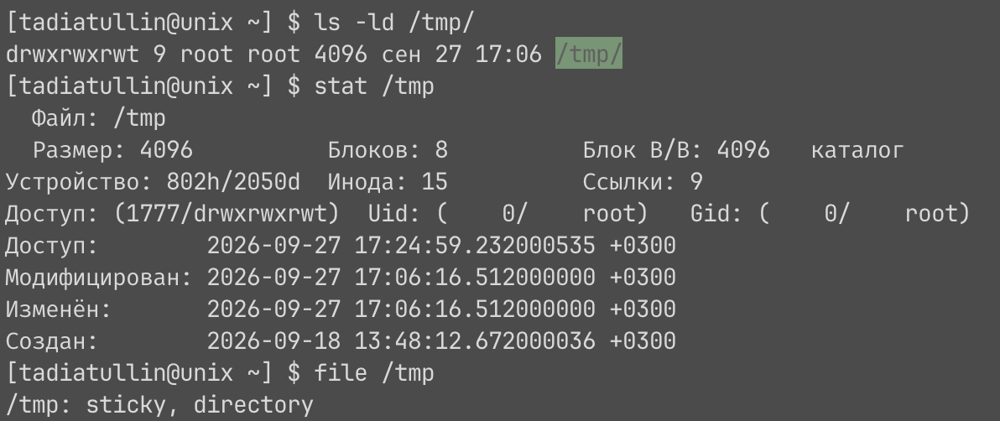 [tadiatullin@unix ~] $ ls -ld /tmp/
drwxrwxrwt 9 root root 4096 сен 27 17:06 /tmp/
[tadiatullin@unix ~] $ stat /tmp
  Файл: /tmp
  Размер: 4096          Блоков: 8          Блок В/В: 4096   каталог
Устройство: 802h/2050d  Инода: 15          Ссылки: 9
Доступ: (1777/drwxrwxrwt)  Uid: (    0/    root)   Gid: (    0/    root)
Доступ:        2026-09-27 17:24:59.232000535 +0300
Модифицирован: 2026-09-27 17:06:16.512000000 +0300
Изменён:       2026-09-27 17:06:16.512000000 +0300
Создан:        2026-09-18 13:48:12.672000036 +0300
[tadiatullin@unix ~] $ file /tmp
/tmp: sticky, directory